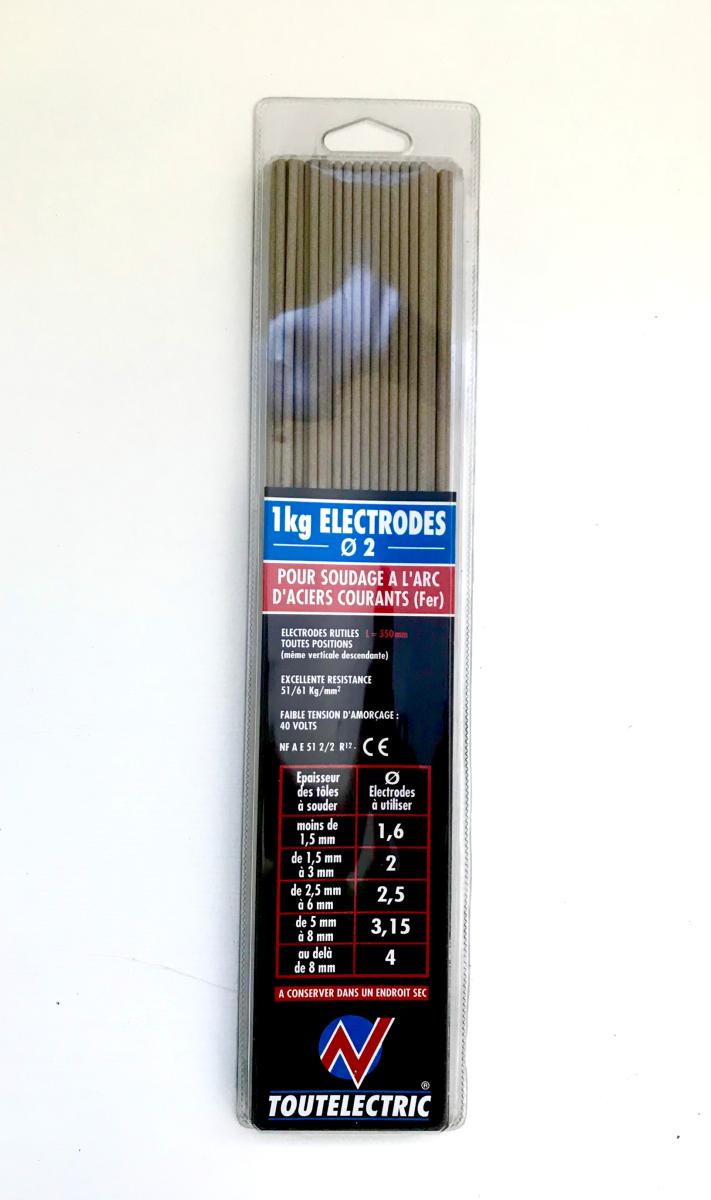 1kg ELECTRODES
Ø 2
POUR SOUDAGE A L'ARC
D'ACIERS COURANTS (Fer)
ELECTRODES RUTILES L = 350mm
TOUTES POSITIONS
(même verticale descendante)
EXCELLENTE RESISTANCE
51/61 Kg/mm²
FAIBLE TENSION D'AMORÇAGE :
40 VOLTS
NF A E 51 2/2 R¹²- CE
Epaisseur
des tôles
à souder
Ø
Electrodes
à utiliser
moins de
1,5 mm
1,6
de 1,5 mm
à 3 mm
2
de 2,5 mm
à 6 mm
2,5
de 5 mm
à 8 mm
3,15
au delà
de 8 mm
4
A CONSERVER DANS UN ENDROIT SEC
®
TOUTELECTRIC